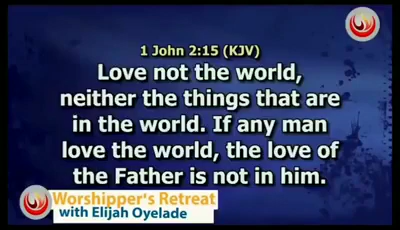 1 John 2:15 (KJV)
Love not the world,
neither the things that are
in the world. If any man
love the world, the love of
the Father is not in him.
Worshipper's Retreat
with Elijah Oyelade